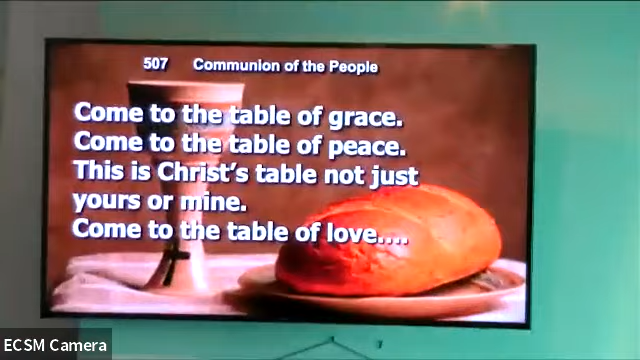 507 Communion of the People
Come to the table of grace.
Come to the table of peace.
This is Christ's table not just
yours or mine.
Come to the table of love....
ECSM Camera